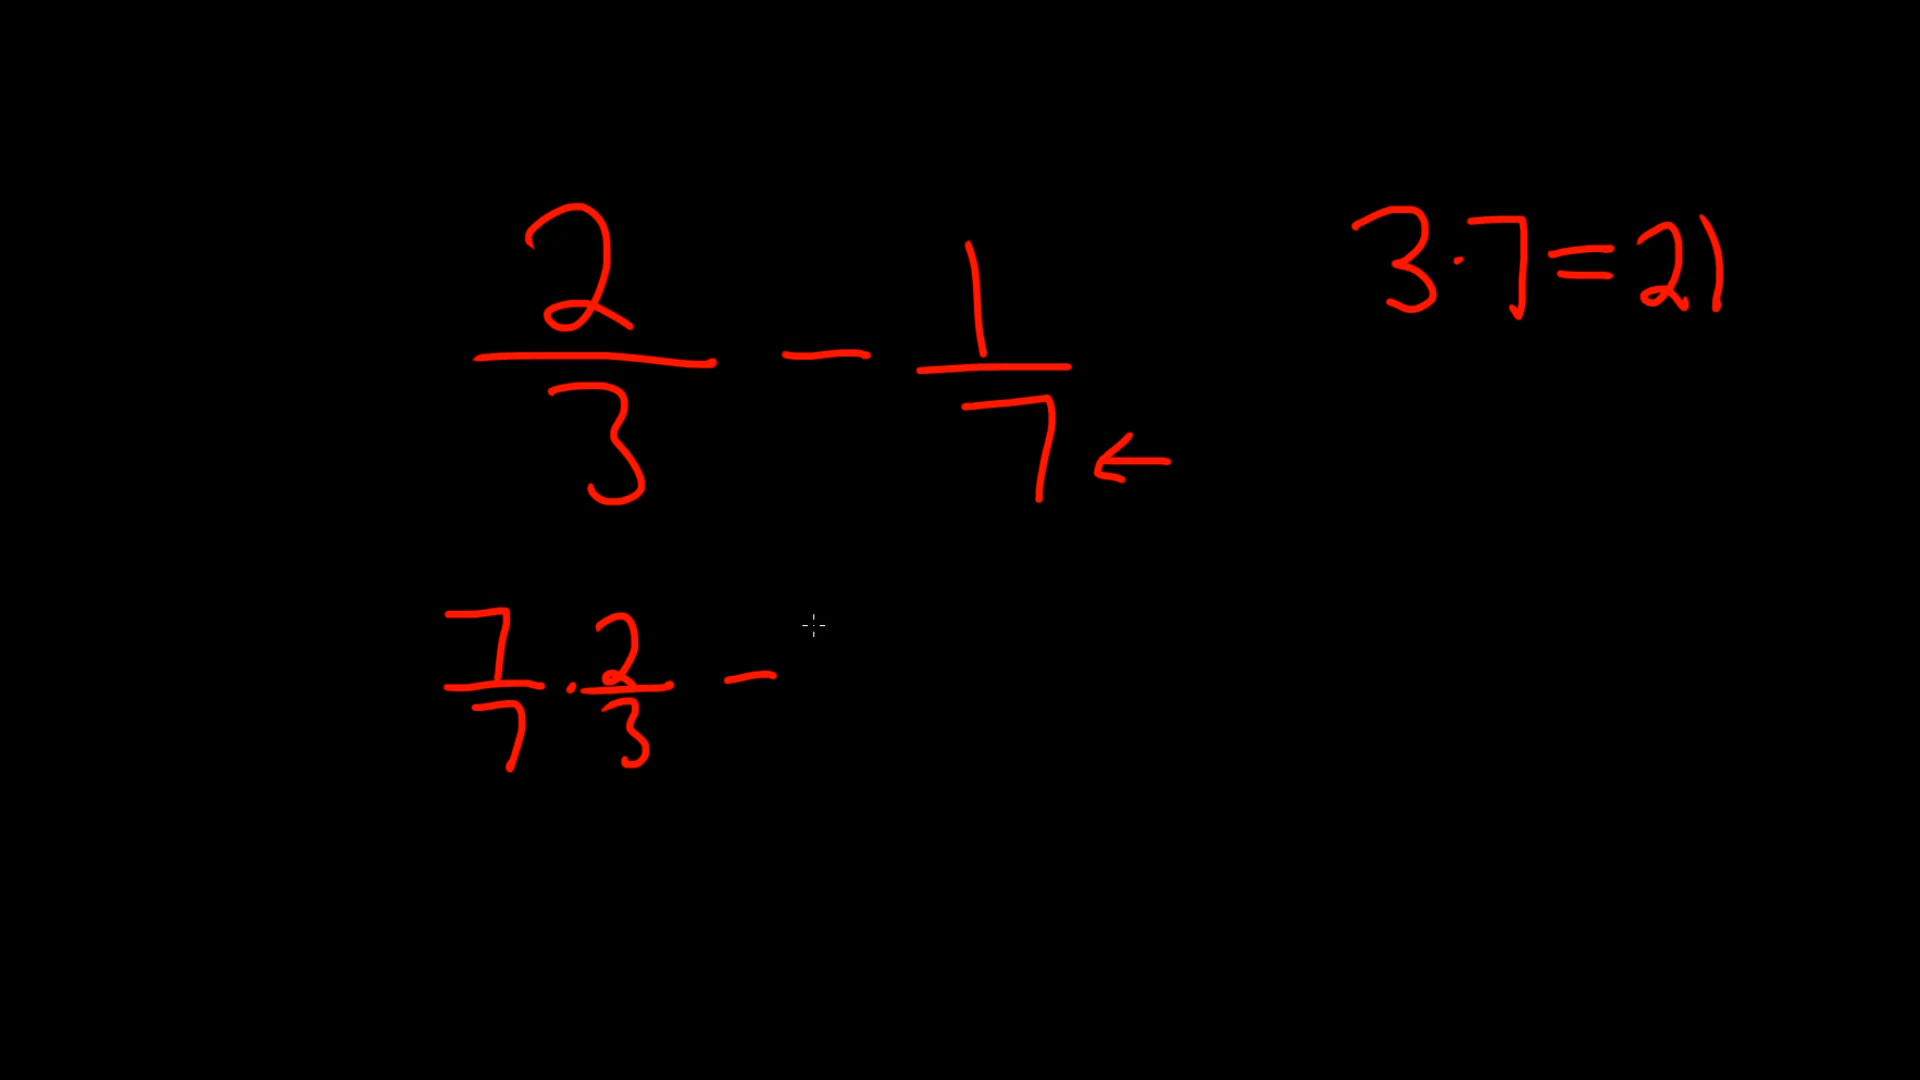 2/3 - 1/7 ←
3·7=21
7/7 · 2/3 -